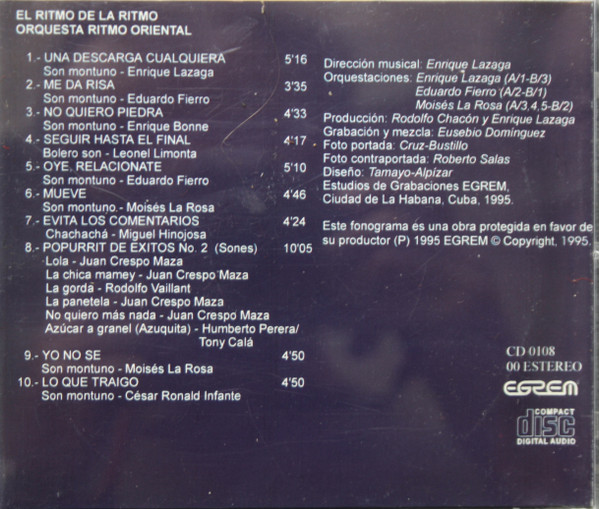 EL RITMO DE LA RITMO
ORQUESTA RITMO ORIENTAL
1.- UNA DESCARGA CUALQUIERA 5'16
Son montuno - Enrique Lazaga
2.- ME DA RISA 3'35
Son montuno - Eduardo Fierro
3.- NO QUIERO PIEDRA 4'33
Son montuno - Enrique Bonne
4.- SEGUIR HASTA EL FINAL 4'17
Bolero son - Leonel Limonta
5.- OYE, RELACIONATE 5'10
Son montuno - Eduardo Fierro
6.- MUEVE 4'46
Son montuno.- Moisés La Rosa
7.- EVITA LOS COMENTARIOS 4'24
Chachachá - Miguel Hinojosa
8.- POPURRIT DE EXITOS No. 2 (Sones) 10'05
Lola - Juan Crespo Maza
La chica mamey - Juan Crespo Maza
La gorda - Rodolfo Vaillant
La panetela - Juan Crespo Maza
No quiero más nada - Juan Crespo Maza
Azúcar a granel (Azuquita) - Humberto Perera/
Tony Calá
9.- YO NO SE 4'50
Son montuno - Moisés La Rosa
10.- LO QUE TRAIGO 4'50
Son montuno - César Ronald Infante
Dirección musical: Enrique Lazaga
Orquestaciones: Enrique Lazaga (A/1-B/3)
Eduardo Fierro (A/2-B/1)
Moisés La Rosa (A/3,4,5-B/2)
Producción: Rodolfo Chacón y Enrique Lazaga
Grabación y mezcla: Eusebio Domínguez
Foto portada: Cruz-Bustillo
Foto contraportada: Roberto Salas
Diseño: Tamayo-Alpízar
Estudios de Grabaciones EGREM,
Ciudad de La Habana, Cuba, 1995.
Este fonograma es una obra protegida en favor de
su productor (P) 1995 EGREM © Copyright, 1995.
CD 0108
00 ESTEREO
EGREM
COMPACT
disc
DIGITAL AUDIO